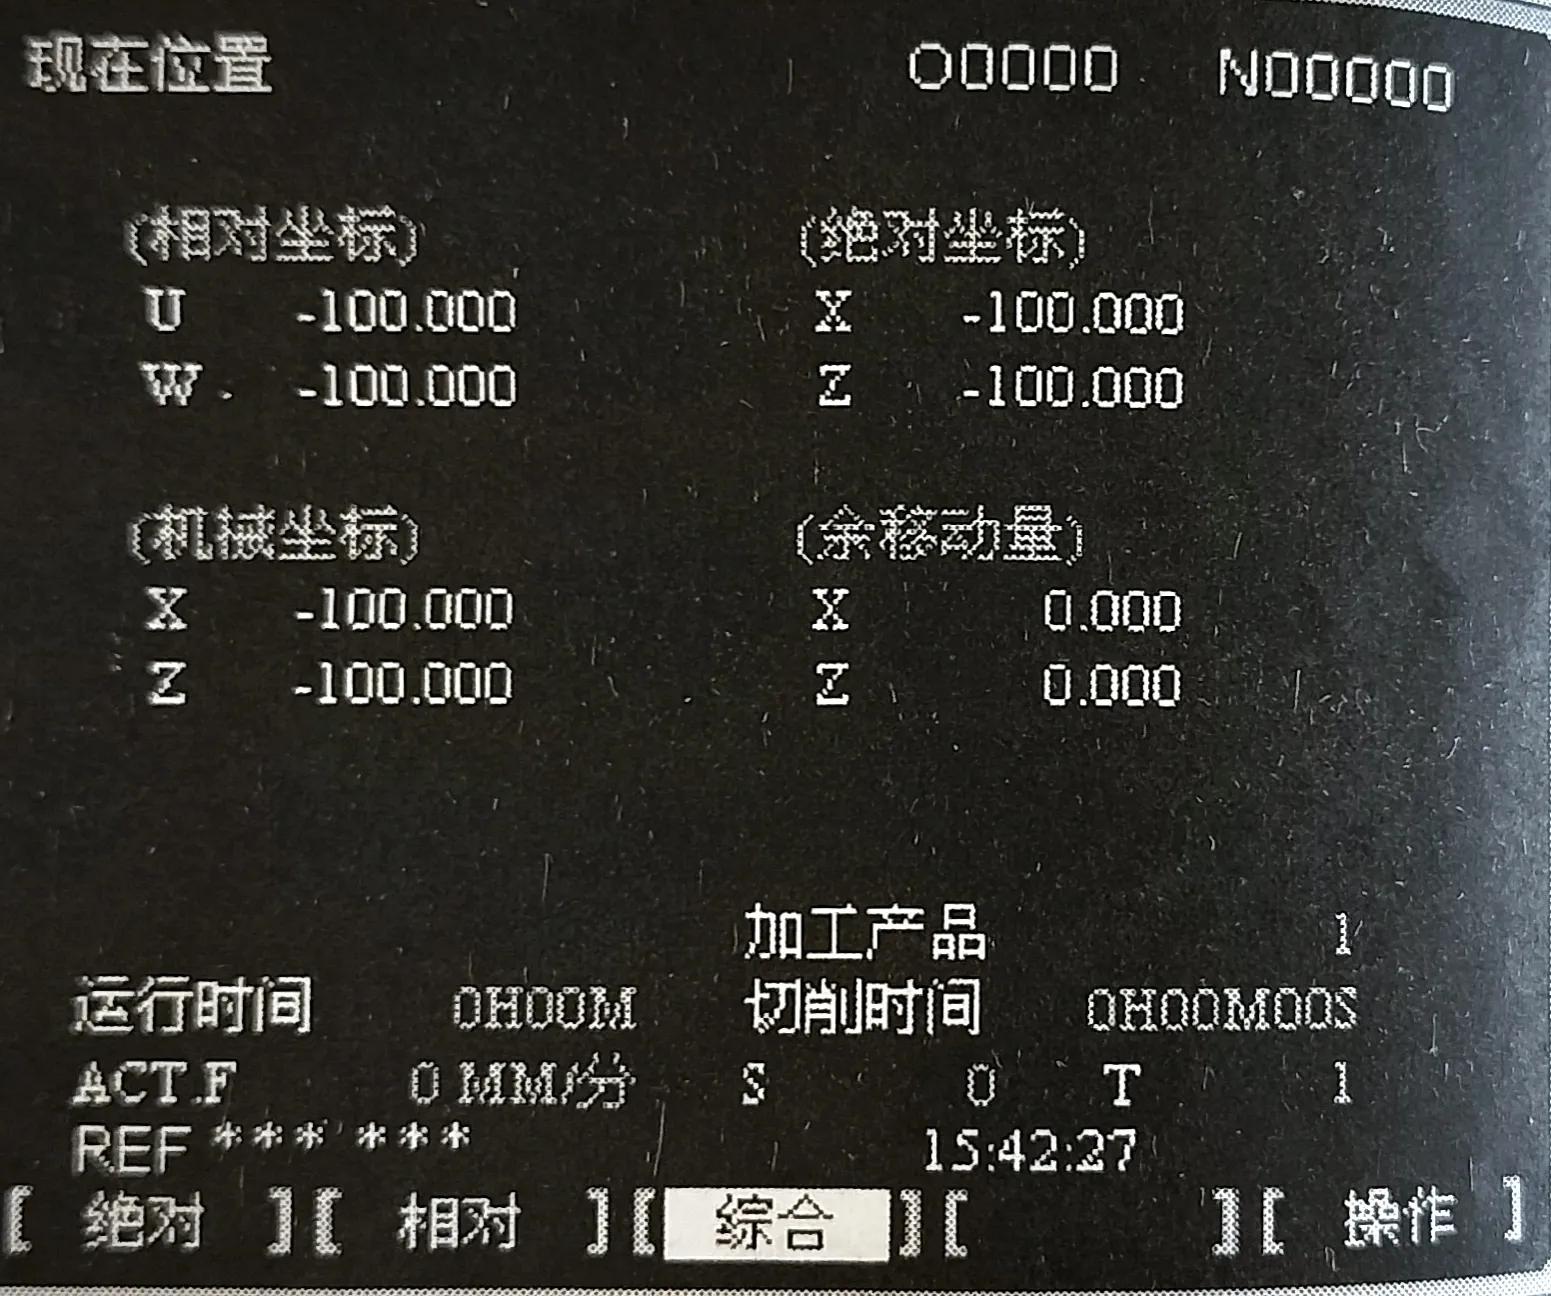 现在位置 O0000 N00000
(相对坐标) (绝对坐标)
U -100.000 X -100.000
W -100.000 Z -100.000
(机械坐标) (余移动量)
X -100.000 X 0.000
Z -100.000 Z 0.000
加工产品 1
运行时间 0H00M 切削时间 0H00M00S
ACT.F 0 MM/分 S 0 T 1
REF *** *** 15:42:27
[ 绝对 ][ 相对 ][ 综合 ][ ][ 操作 ]